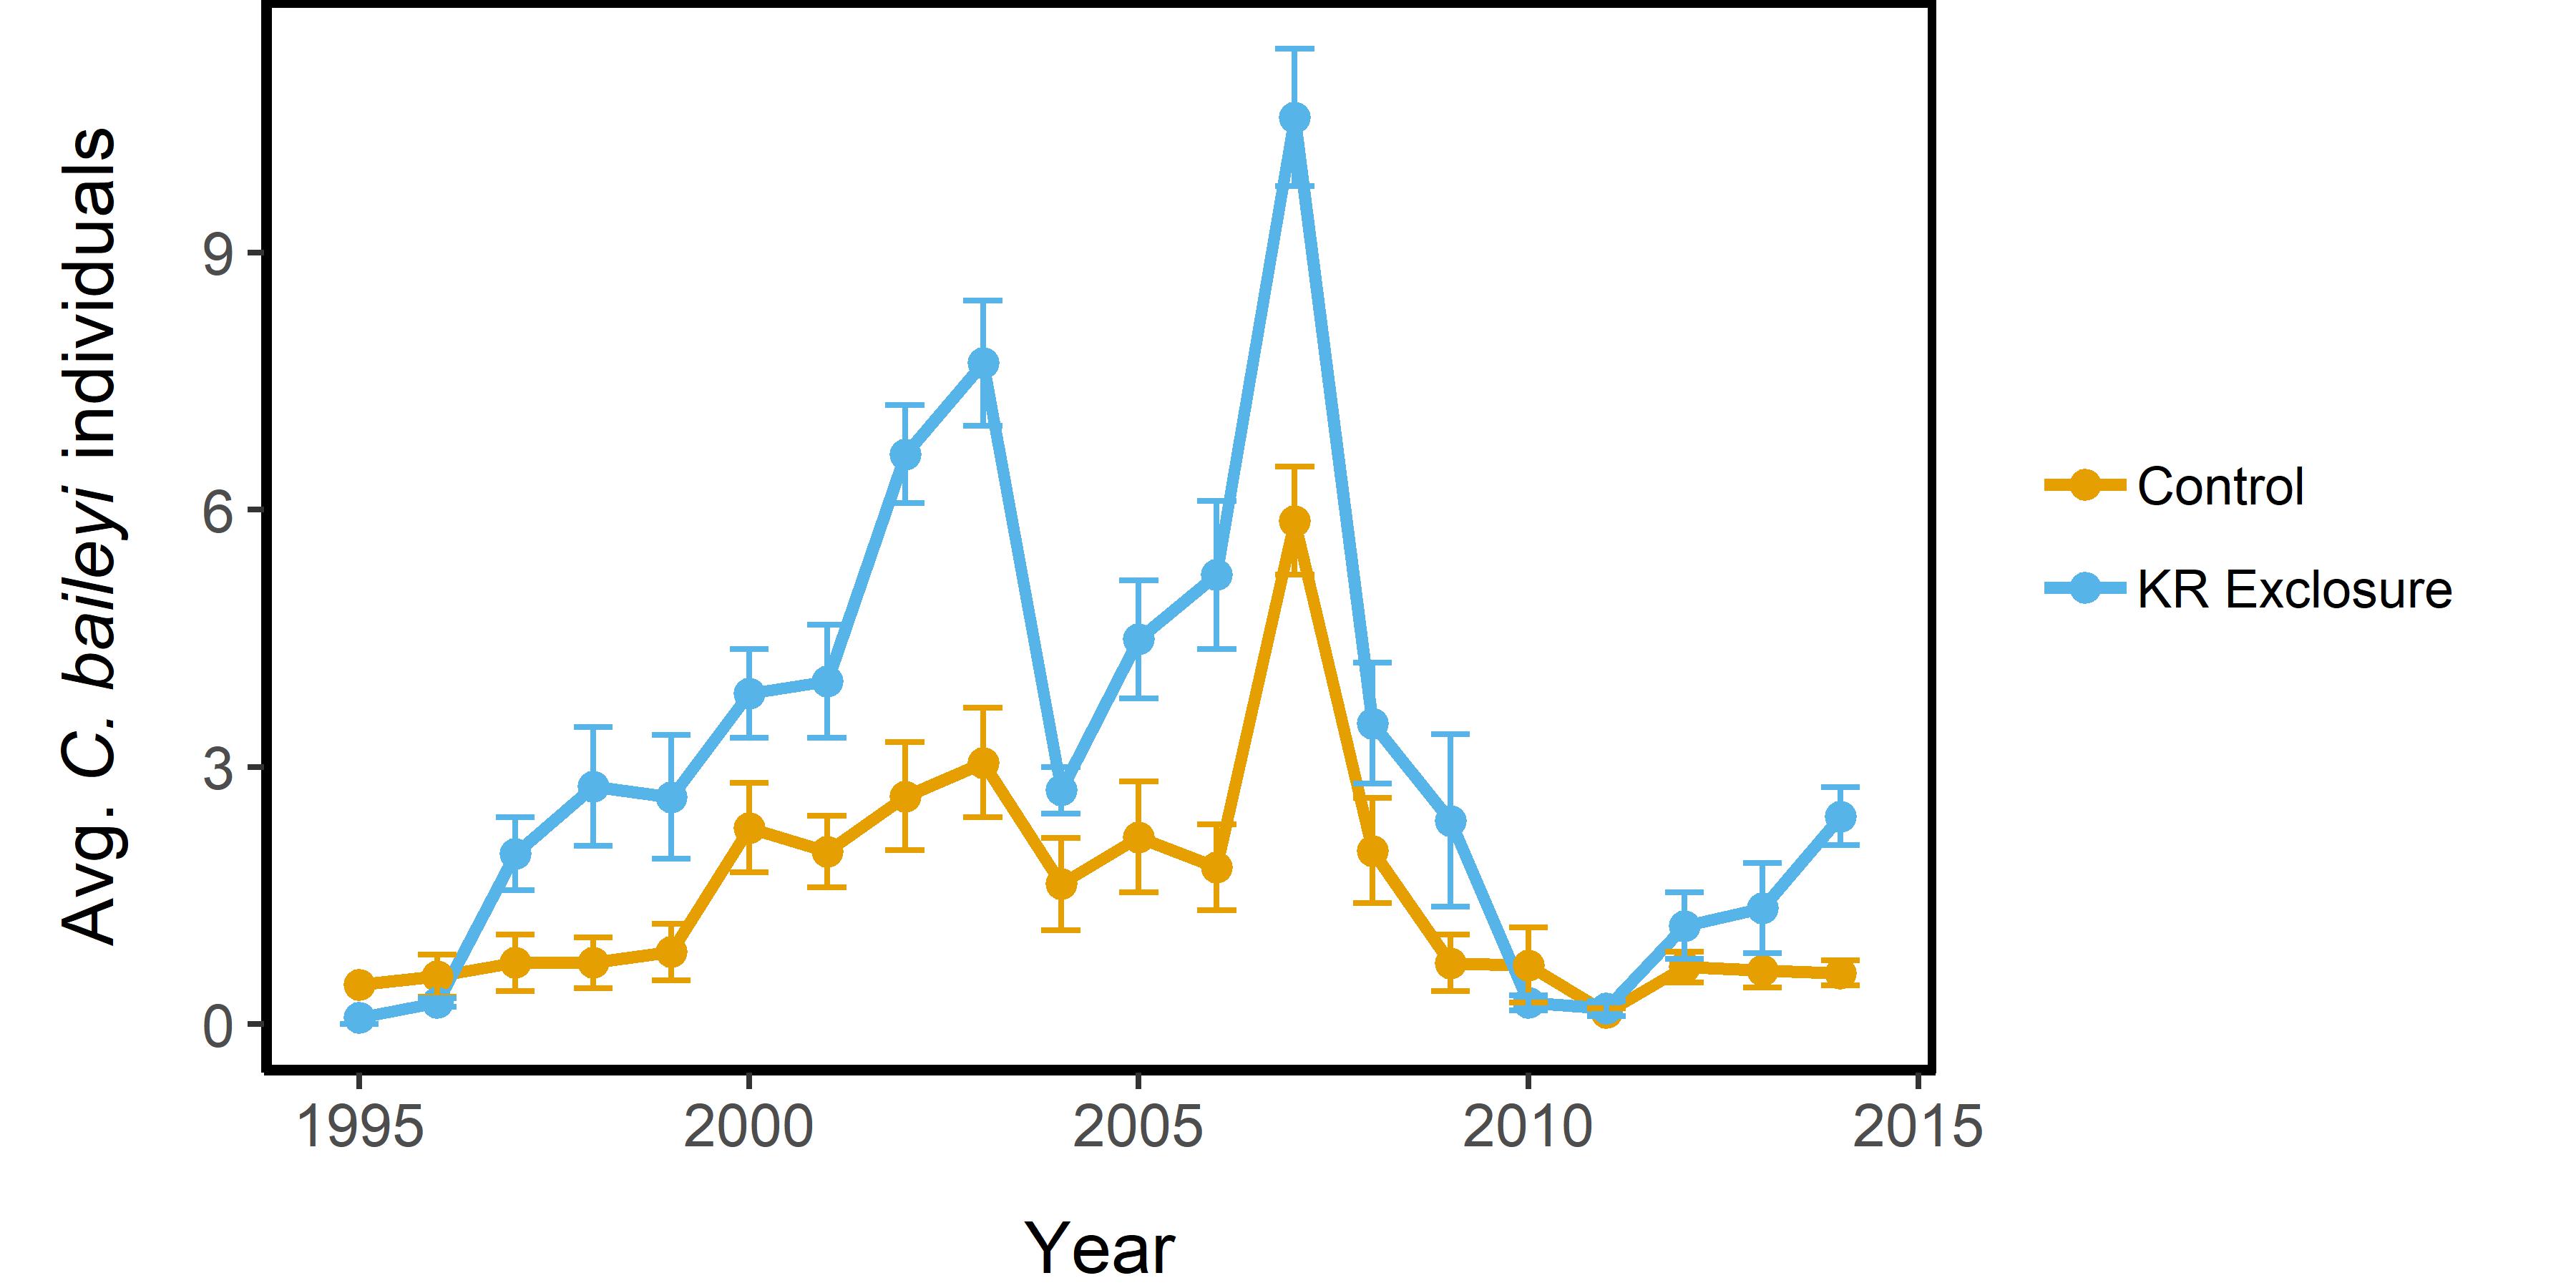 Avg. C. baileyi individuals
9
6
3
0
1995 2000 2005 2010 2015
Year
Control
KR Exclosure